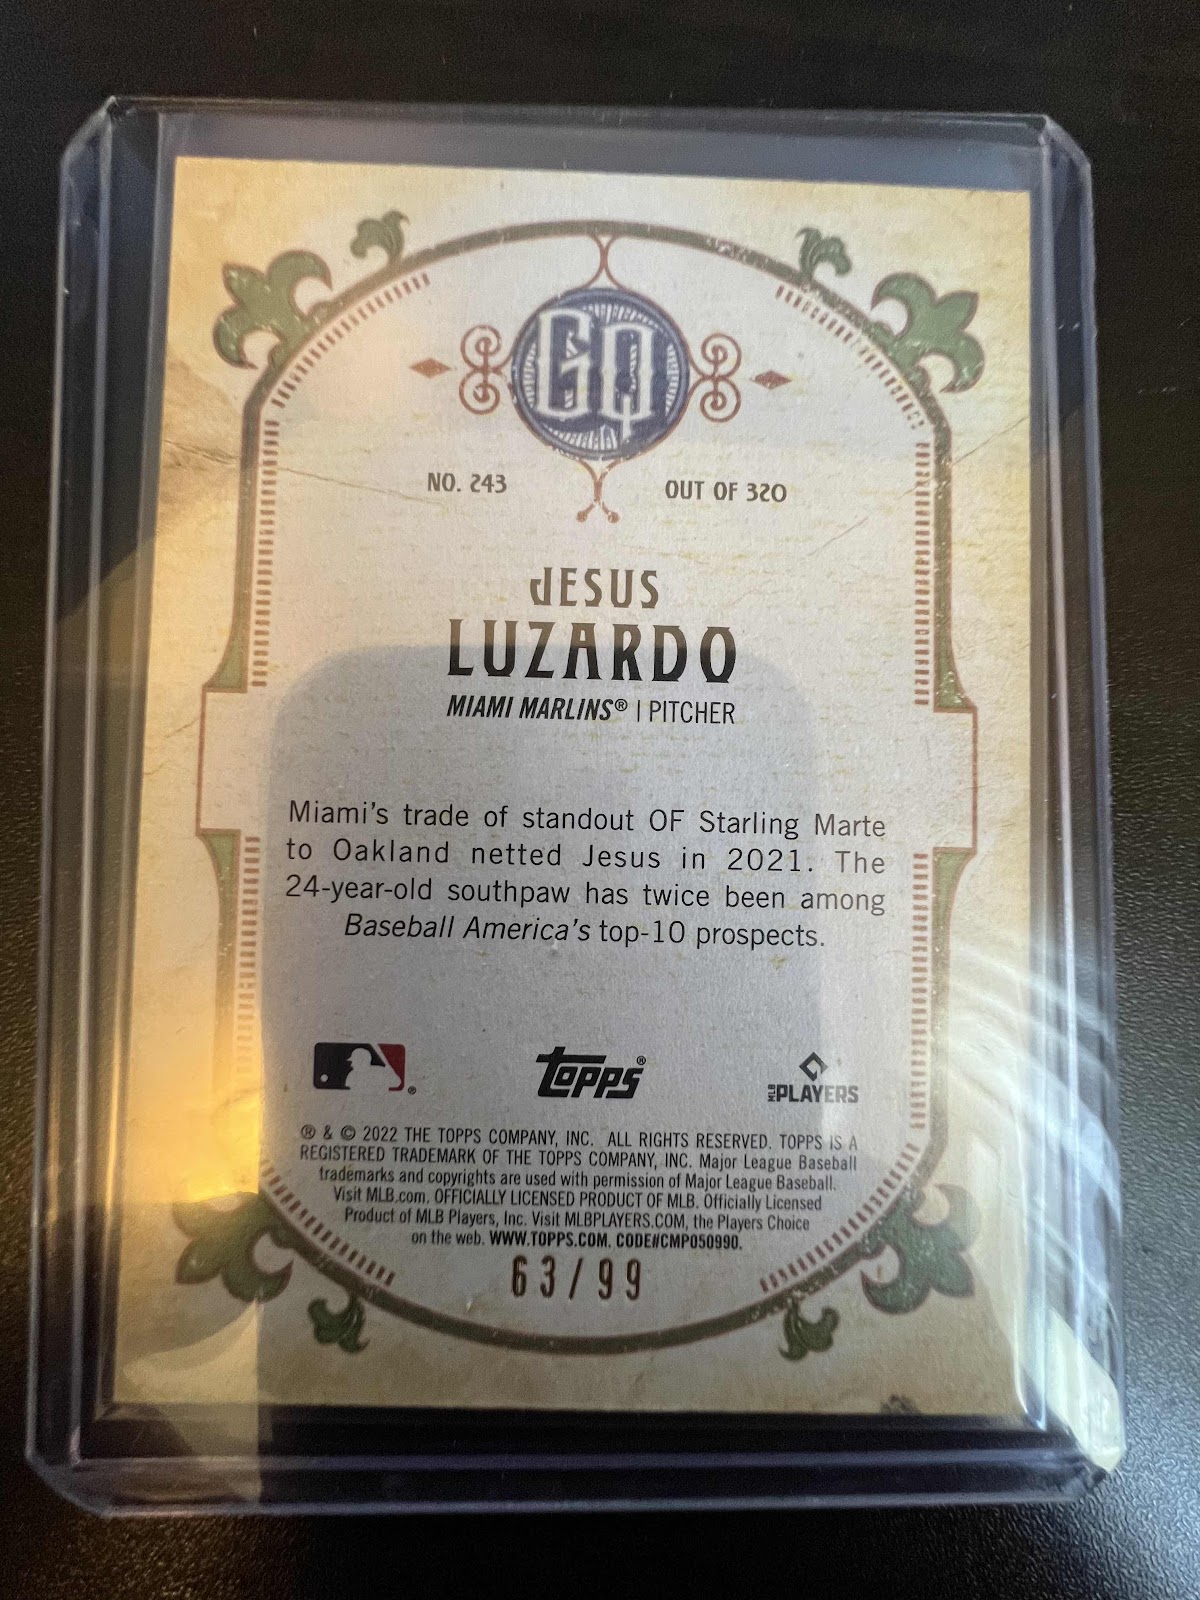 GQ
NO. 243 OUT OF 320
JESUS
LUZARDO
MIAMI MARLINS® | PITCHER
Miami's trade of standout OF Starling Marte
to Oakland netted Jesus in 2021. The
24-year-old southpaw has twice been among
Baseball America's top-10 prospects.
® topps® MLB PLAYERS
® & © 2022 THE TOPPS COMPANY, INC. ALL RIGHTS RESERVED. TOPPS IS A
REGISTERED TRADEMARK OF THE TOPPS COMPANY, INC. Major League Baseball
trademarks and copyrights are used with permission of Major League Baseball.
Visit MLB.com. OFFICIALLY LICENSED PRODUCT OF MLB. Officially Licensed
Product of MLB Players, Inc. Visit MLBPLAYERS.COM, the Players Choice
on the web. WWW.TOPPS.COM. CODE#CMP050990.
63/99